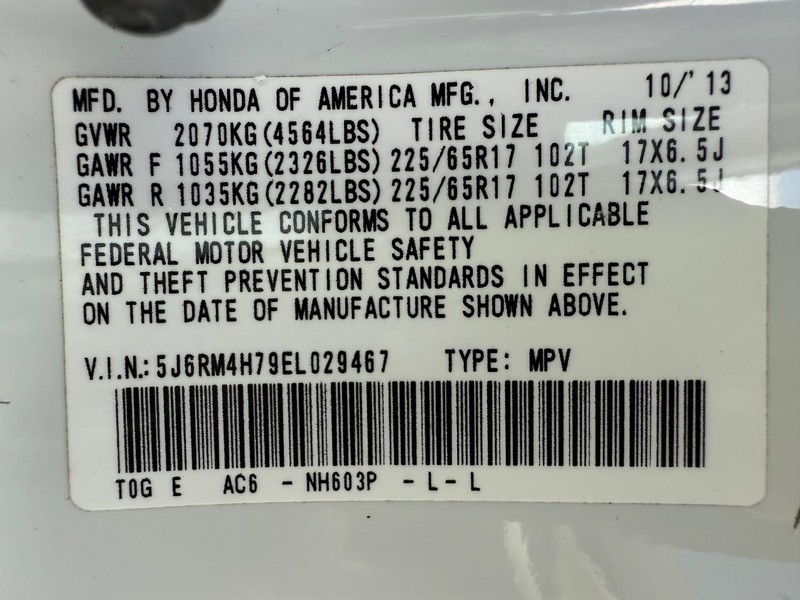 MFD. BY HONDA OF AMERICA MFG., INC. 10/'13
GVWR 2070KG(4564LBS) TIRE SIZE RIM SIZE
GAWR F 1055KG(2326LBS) 225/65R17 102T 17X6.5J
GAWR R 1035KG(2282LBS) 225/65R17 102T 17X6.5J
THIS VEHICLE CONFORMS TO ALL APPLICABLE
FEDERAL MOTOR VEHICLE SAFETY
AND THEFT PREVENTION STANDARDS IN EFFECT
ON THE DATE OF MANUFACTURE SHOWN ABOVE.
V.I.N.: 5J6RM4H79EL029467 TYPE: MPV
T0G E AC6 - NH603P - L - L